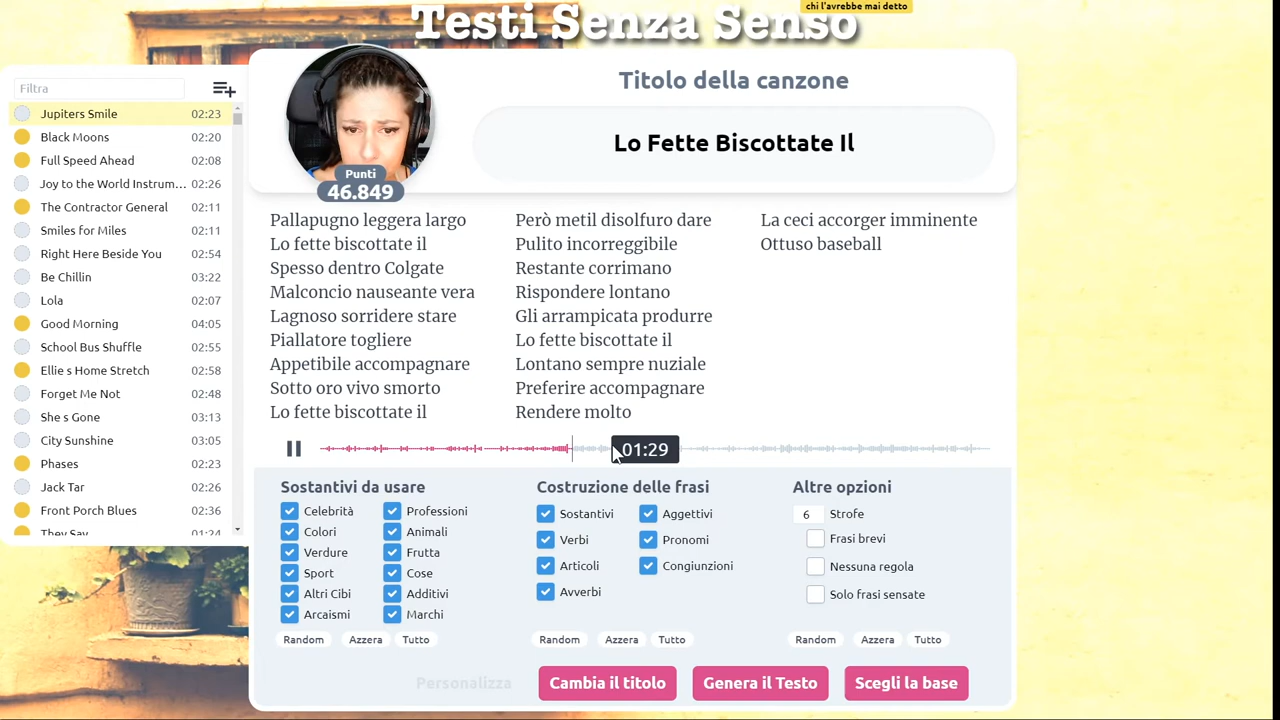 chi l'avrebbe mai detto
Testi Senza Senso
Filtra
Jupiters Smile 02:23
Black Moons 02:20
Full Speed Ahead 02:08
Joy to the World Instrum... 02:26
The Contractor General 02:11
Smiles for Miles 02:11
Right Here Beside You 02:54
Be Chillin 03:22
Lola 02:07
Good Morning 04:05
School Bus Shuffle 02:55
Ellie s Home Stretch 02:58
Forget Me Not 02:48
She s Gone 03:13
City Sunshine 03:05
Phases 02:23
Jack Tar 02:26
Front Porch Blues 02:36
They Say 01:24
Punti
46.849
Titolo della canzone
Lo Fette Biscottate Il
Pallapugno leggera largo
Lo fette biscottate il
Spesso dentro Colgate
Malconcio nauseante vera
Lagnoso sorridere stare
Piallatore togliere
Appetibile accompagnare
Sotto oro vivo smorto
Lo fette biscottate il
Però metil disolfuro dare
Pulito incorreggibile
Restante corrimano
Rispondere lontano
Gli arrampicata produrre
Lo fette biscottate il
Lontano sempre nuziale
Preferire accompagnare
Rendere molto
La ceci accorger imminente
Ottuso baseball
01:29
Sostantivi da usare
Celebrità Professioni
Colori Animali
Verdure Frutta
Sport Cose
Altri Cibi Additivi
Arcaismi Marchi
Random Azzera Tutto
Costruzione delle frasi
Sostantivi Aggettivi
Verbi Pronomi
Articoli Congiunzioni
Avverbi
Random Azzera Tutto
Altre opzioni
6 Strofe
Frasi brevi
Nessuna regola
Solo frasi sensate
Random Azzera Tutto
Personalizza Cambia il titolo Genera il Testo Scegli la base